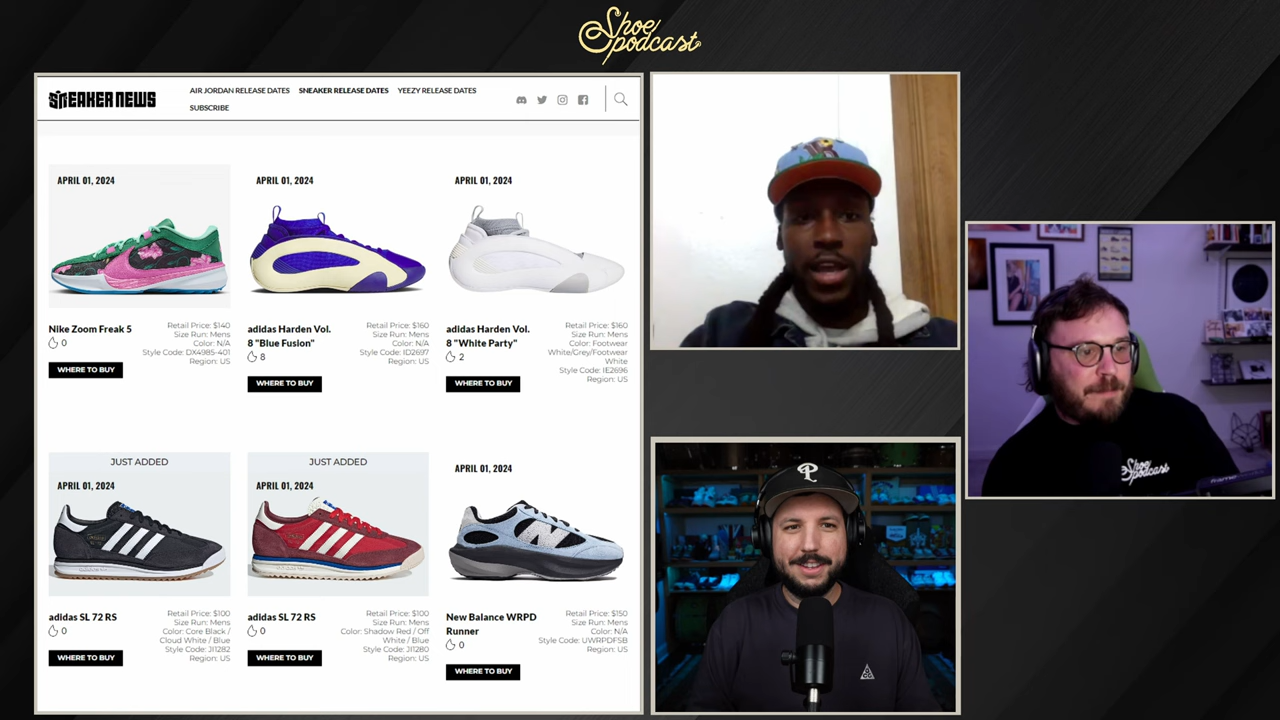 Shoe
podcast
SNEAKER NEWS
AIR JORDAN RELEASE DATES
SNEAKER RELEASE DATES
YEEZY RELEASE DATES
SUBSCRIBE
APRIL 01, 2024
Nike Zoom Freak 5
0
Retail Price: $140
Size Run: Mens
Color: N/A
Style Code: DX4985-401
Region: US
WHERE TO BUY
APRIL 01, 2024
adidas Harden Vol.
8 "Blue Fusion"
8
Retail Price: $160
Size Run: Mens
Color: N/A
Style Code: ID2697
Region: US
WHERE TO BUY
APRIL 01, 2024
adidas Harden Vol.
8 "White Party"
2
Retail Price: $160
Size Run: Mens
Color: Footwear
White/Grey/Footwear
White
Style Code: IE2696
Region: US
WHERE TO BUY
JUST ADDED
APRIL 01, 2024
adidas SL 72 RS
0
Retail Price: $100
Size Run: Mens
Color: Core Black /
Cloud White / Blue
Style Code: JI1282
Region: US
WHERE TO BUY
JUST ADDED
APRIL 01, 2024
adidas SL 72 RS
0
Retail Price: $100
Size Run: Mens
Color: Shadow Red / Off
White / Blue
Style Code: JI1280
Region: US
WHERE TO BUY
APRIL 01, 2024
New Balance WRPD
Runner
0
Retail Price: $150
Size Run: Mens
Color: N/A
Style Code: UWRPDFSB
Region: US
WHERE TO BUY
Shoe
podcast
P